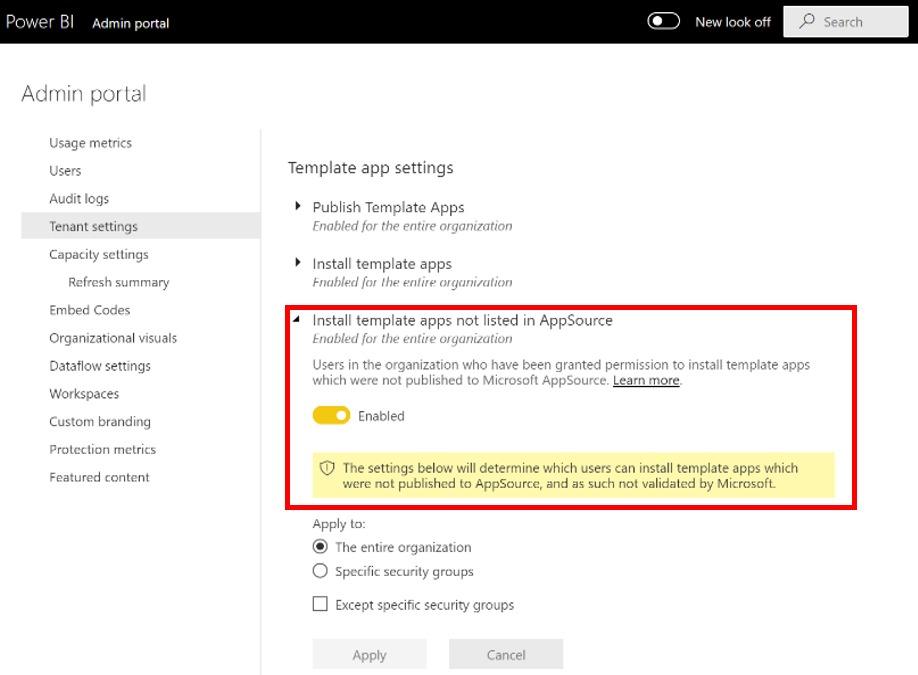 Power BI Admin portal New look off Search
Admin portal
Usage metrics
Users
Audit logs
Tenant settings
Capacity settings
Refresh summary
Embed Codes
Organizational visuals
Dataflow settings
Workspaces
Custom branding
Protection metrics
Featured content
Template app settings
Publish Template Apps
Enabled for the entire organization
Install template apps
Enabled for the entire organization
Install template apps not listed in AppSource
Enabled for the entire organization
Users in the organization who have been granted permission to install template apps
which were not published to Microsoft AppSource. Learn more.
Enabled
The settings below will determine which users can install template apps which
were not published to AppSource, and as such not validated by Microsoft.
Apply to:
The entire organization
Specific security groups
Except specific security groups
Apply Cancel